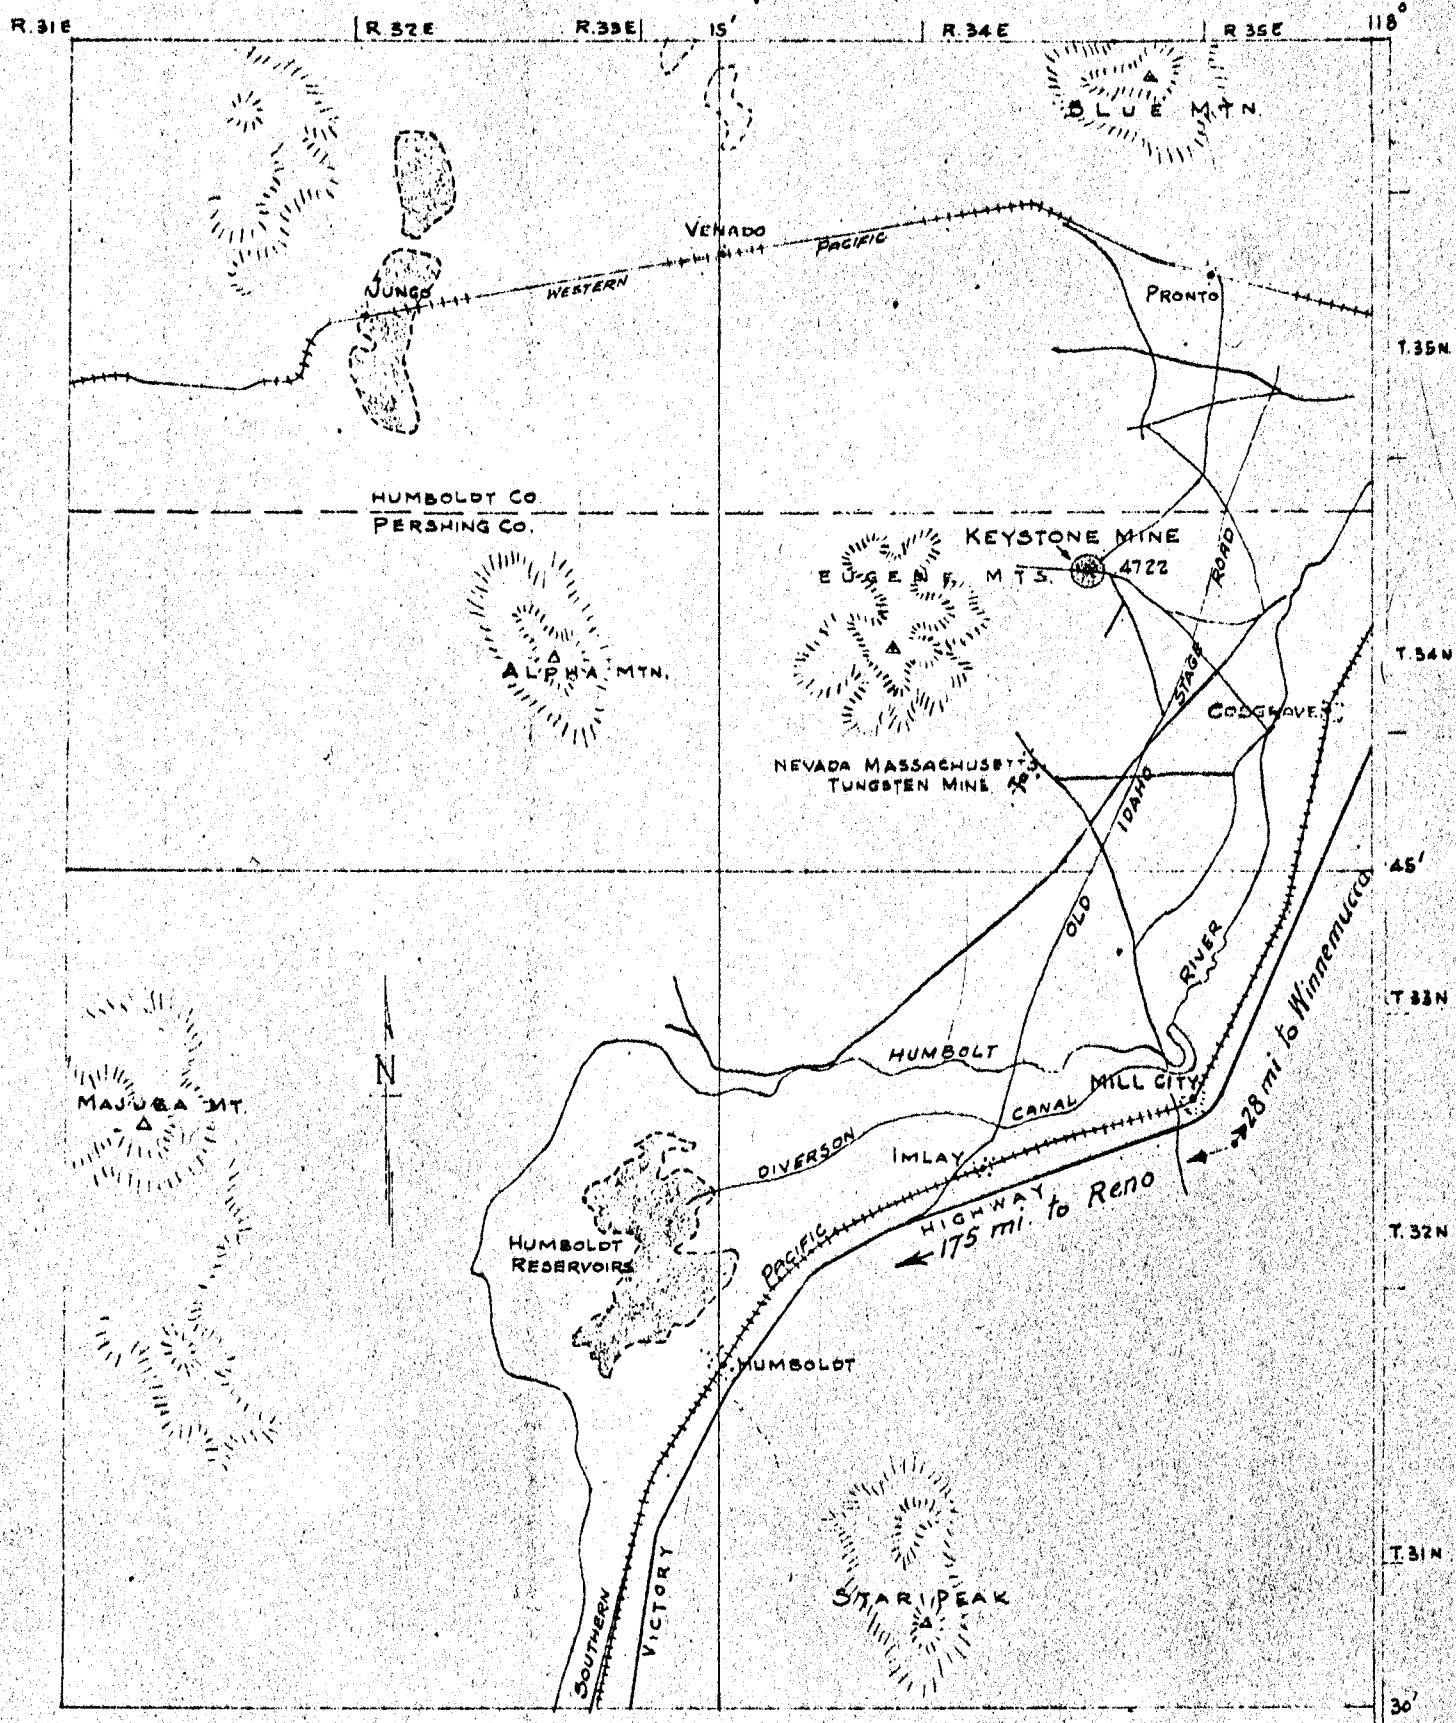 R.31E R 32E R.33E 15' R.34E R 35E 118°
BLUE MTN.
VENADO
WESTERN PACIFIC
JUNGO
PRONTO
T.35N.
HUMBOLDT CO.
PERSHING CO.
KEYSTONE MINE
4722
EUGENE MTS.
ALPHA MTN.
T.34N
OLD IDAHO STAGE ROAD
COSGRAVE
NEVADA MASSACHUSETTS
TUNGSTEN MINE
45'
RIVER
T 33N
28 mi to Winnemucca
N
HUMBOLT
MILL CITY
MAJUBA MT.
CANAL
DIVERSON
IMLAY
HIGHWAY
175 mi. to Reno
T.32N
PACIFIC
HUMBOLDT
RESERVOIRS
HUMBOLDT
T.31N
STAR PEAK
SOUTHERN
VICTORY
30'